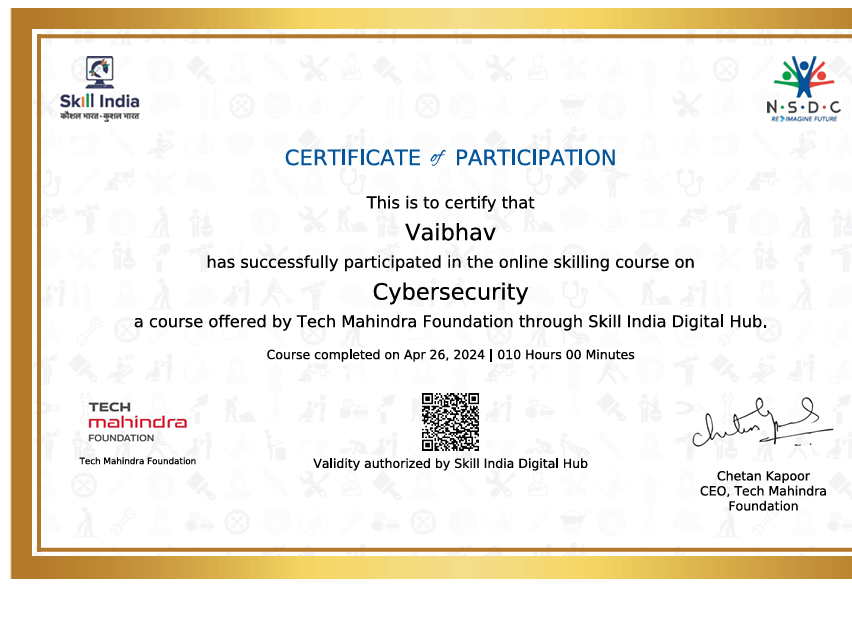 Skill India
कौशल भारत-कुशल भारत
N·S·D·C
RE IMAGINE FUTURE
CERTIFICATE of PARTICIPATION
This is to certify that
Vaibhav
has successfully participated in the online skilling course on
Cybersecurity
a course offered by Tech Mahindra Foundation through Skill India Digital Hub.
Course completed on Apr 26, 2024 | 010 Hours 00 Minutes
TECH
mahindra
FOUNDATION
Tech Mahindra Foundation
Validity authorized by Skill India Digital Hub
Chetan Kapoor
CEO, Tech Mahindra
Foundation